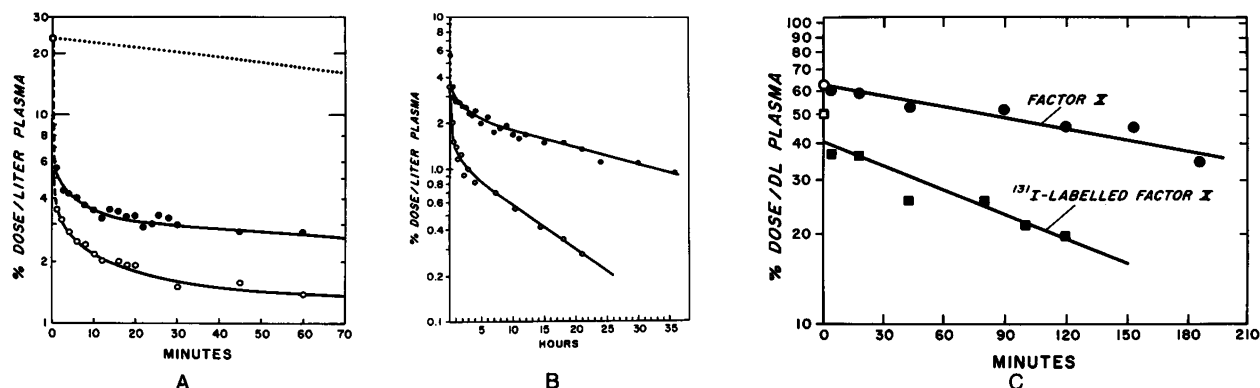 30
20
10
8
6
4
3
2
1
% DOSE/LITER PLASMA
0 10 20 30 40 50 60 70
MINUTES
A
10
8
6
4
2
1.0
0.8
0.6
0.4
0.2
0.1
% DOSE/LITER PLASMA
5 10 15 20 25 30 35
HOURS
B
100
90
80
70
60
50
40
30
20
10
% DOSE/DL PLASMA
FACTOR X
131I-LABELLED FACTOR X
0 30 60 90 120 150 180 210
MINUTES
C